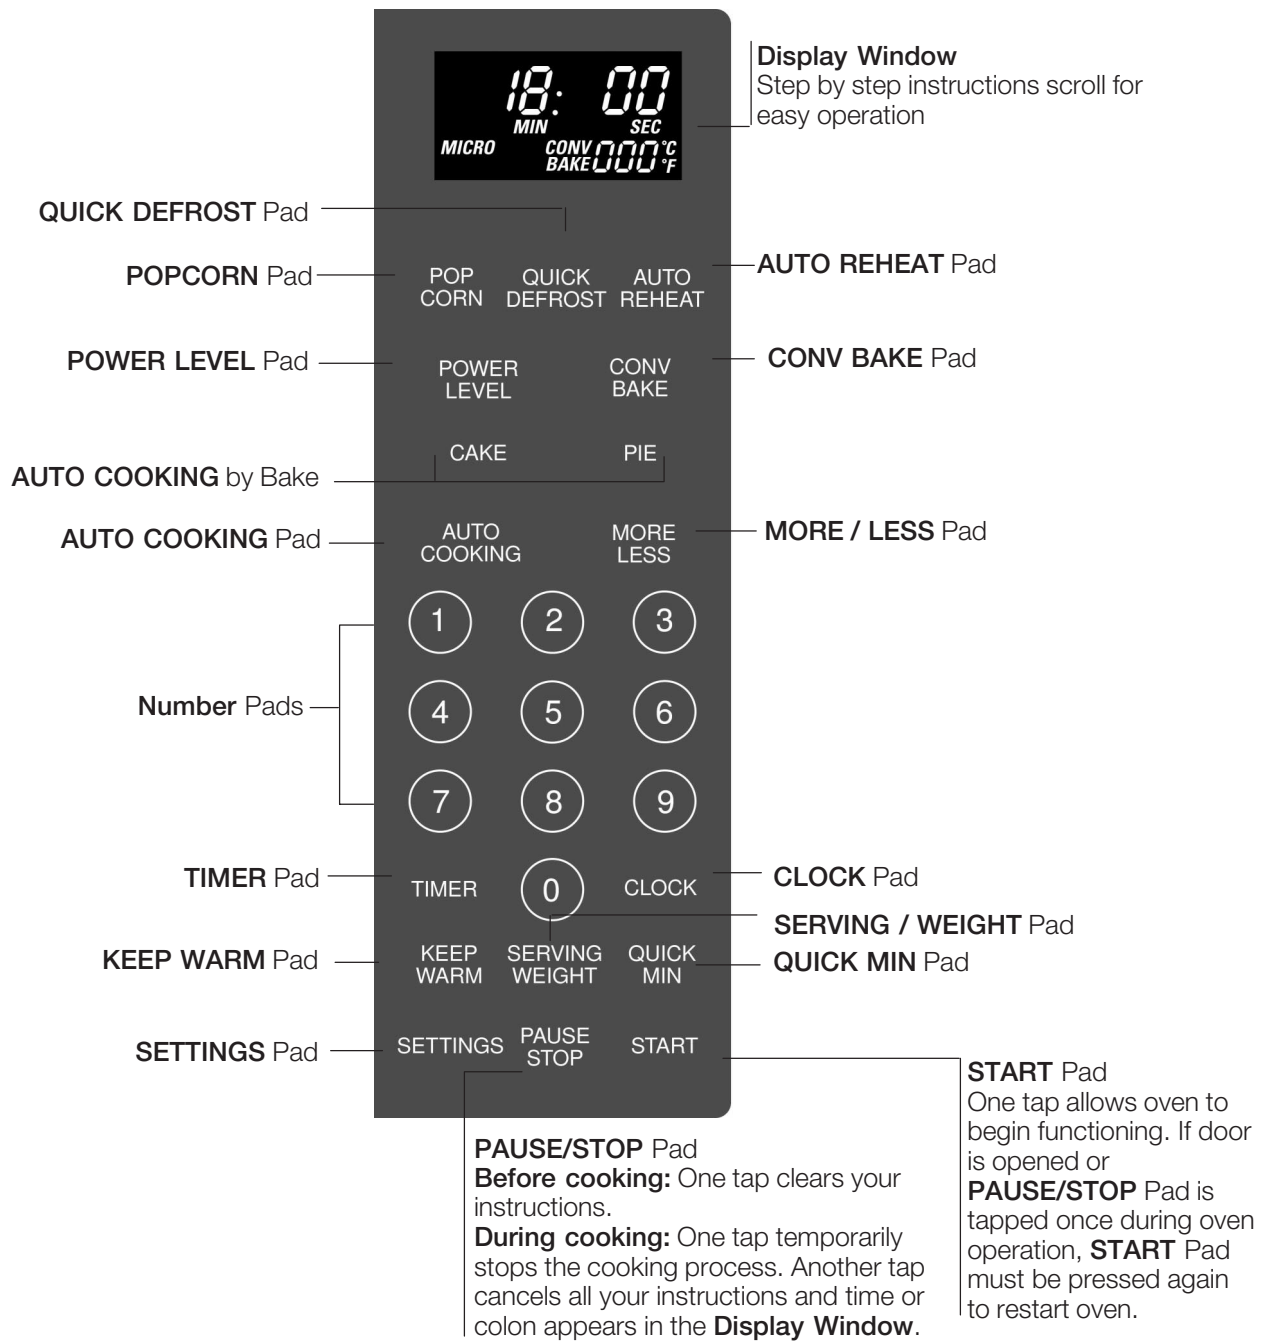 Display Window
Step by step instructions scroll for
easy operation
18: 00
MIN SEC
MICRO CONV 000 °C
BAKE °F
QUICK DEFROST Pad
POPCORN Pad
AUTO REHEAT Pad
POP
CORN
QUICK
DEFROST
AUTO
REHEAT
POWER LEVEL Pad
CONV BAKE Pad
POWER
LEVEL
CONV
BAKE
CAKE
PIE
AUTO COOKING by Bake
AUTO COOKING Pad
AUTO
COOKING
MORE
LESS
MORE / LESS Pad
1 2 3
Number Pads
4 5 6
7 8 9
TIMER Pad
TIMER 0 CLOCK
CLOCK Pad
SERVING / WEIGHT Pad
KEEP WARM Pad
KEEP
WARM
SERVING
WEIGHT
QUICK
MIN
QUICK MIN Pad
SETTINGS Pad
SETTINGS
PAUSE
STOP
START
PAUSE/STOP Pad
Before cooking: One tap clears your
instructions.
During cooking: One tap temporarily
stops the cooking process. Another tap
cancels all your instructions and time or
colon appears in the Display Window.
START Pad
One tap allows oven to
begin functioning. If door
is opened or
PAUSE/STOP Pad is
tapped once during oven
operation, START Pad
must be pressed again
to restart oven.